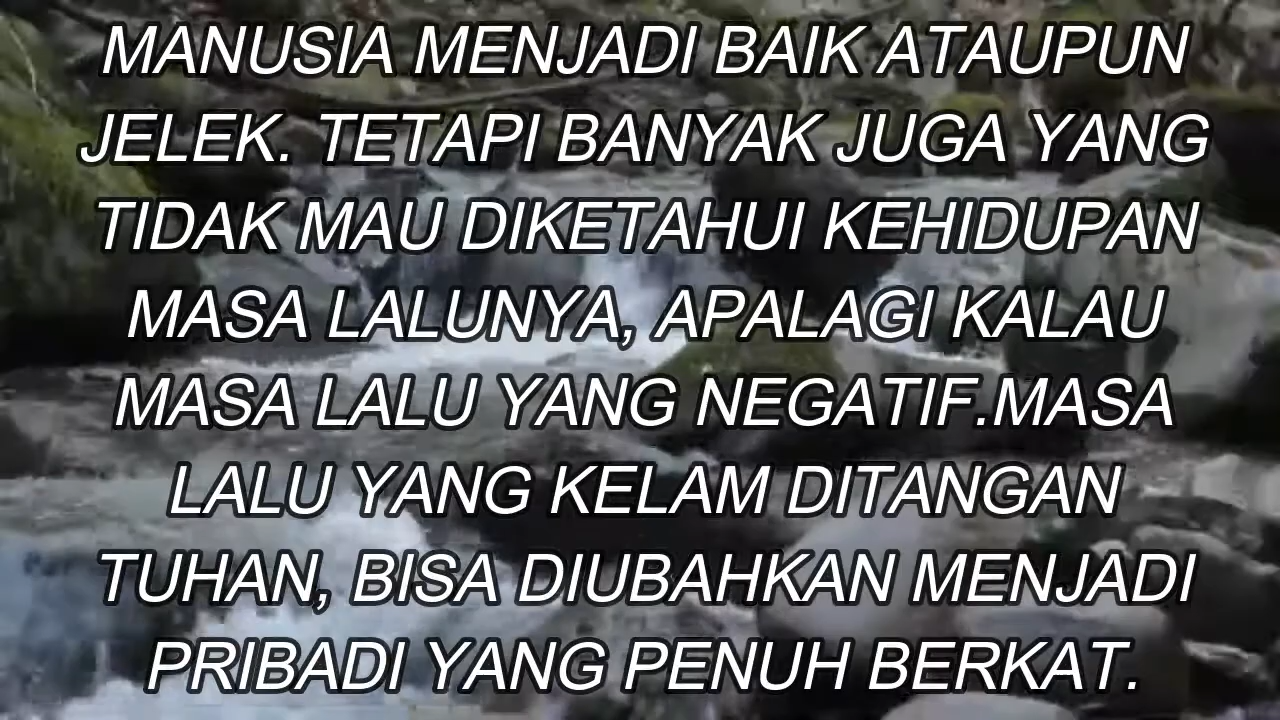 MANUSIA MENJADI BAIK ATAUPUN
JELEK. TETAPI BANYAK JUGA YANG
TIDAK MAU DIKETAHUI KEHIDUPAN
MASA LALUNYA, APALAGI KALAU
MASA LALU YANG NEGATIF.MASA
LALU YANG KELAM DITANGAN
TUHAN, BISA DIUBAHKAN MENJADI
PRIBADI YANG PENUH BERKAT.